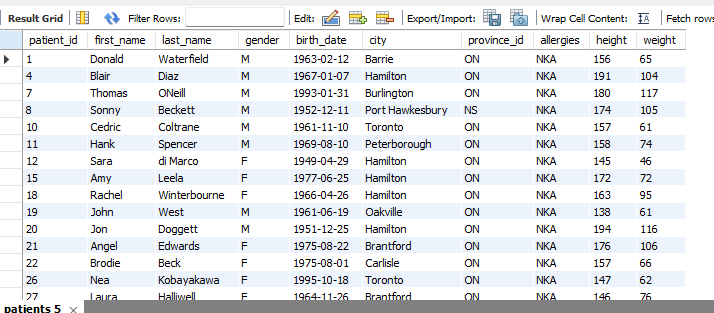 Result Grid Filter Rows: Edit: Export/Import: Wrap Cell Content: Fetch rows
patient_id first_name last_name gender birth_date city province_id allergies height weight
1 Donald Waterfield M 1963-02-12 Barrie ON NKA 156 65
4 Blair Diaz M 1967-01-07 Hamilton ON NKA 191 104
7 Thomas ONeill M 1993-01-31 Burlington ON NKA 180 117
8 Sonny Beckett M 1952-12-11 Port Hawkesbury NS NKA 174 105
10 Cedric Coltrane M 1961-11-10 Toronto ON NKA 157 61
11 Hank Spencer M 1969-08-10 Peterborough ON NKA 158 74
12 Sara di Marco F 1949-04-29 Hamilton ON NKA 145 46
15 Amy Leela F 1977-06-25 Hamilton ON NKA 172 72
18 Rachel Winterbourne F 1966-04-26 Hamilton ON NKA 163 95
19 John West M 1961-06-19 Oakville ON NKA 138 61
20 Jon Doggett M 1951-12-25 Hamilton ON NKA 194 116
21 Angel Edwards F 1975-08-22 Brantford ON NKA 176 106
22 Brodie Beck F 1975-08-01 Carlisle ON NKA 157 66
26 Nea Kobayakawa F 1995-10-18 Toronto ON NKA 147 62
27 Laura Halliwell F 1964-11-26 Brantford ON NKA 146 76
patients 5